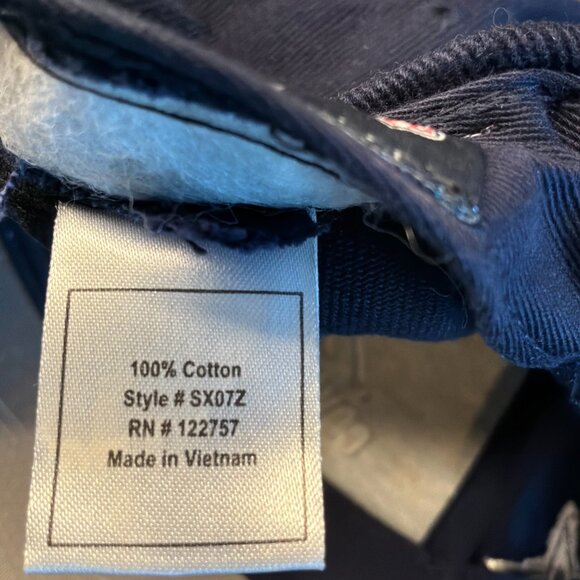 100% Cotton
Style # SX07Z
RN # 122757
Made in Vietnam